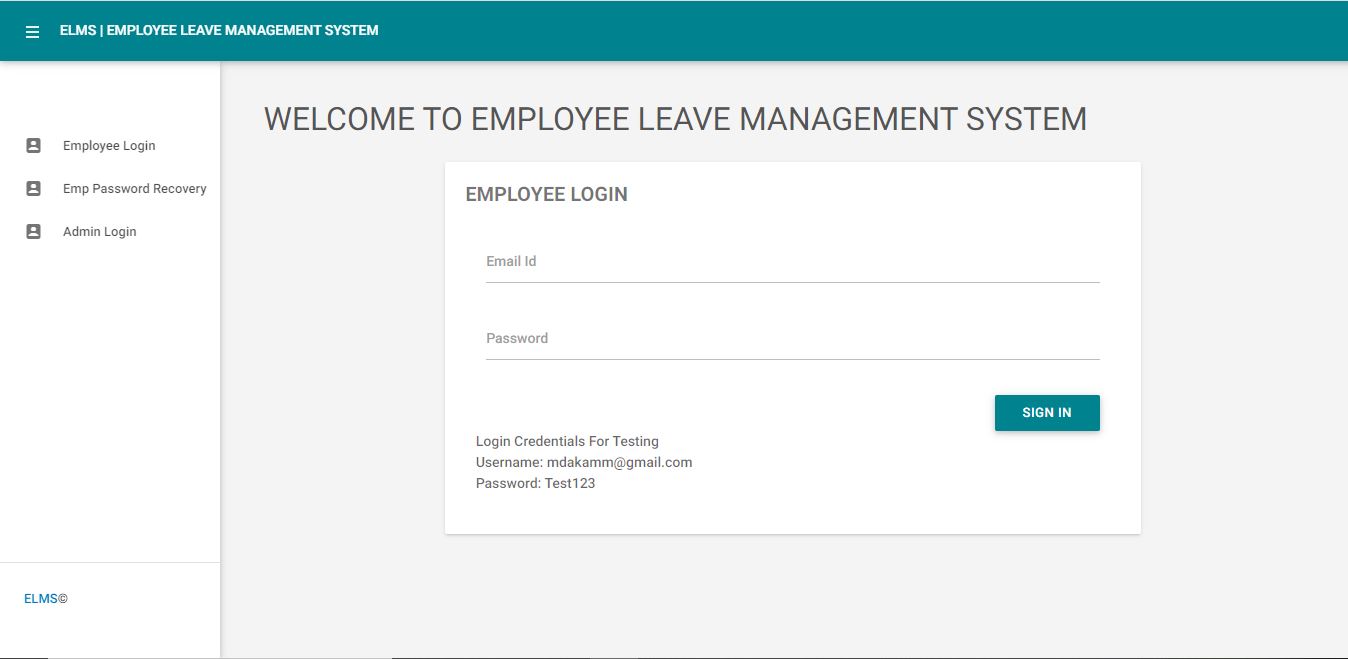 ELMS | EMPLOYEE LEAVE MANAGEMENT SYSTEM
Employee Login
Emp Password Recovery
Admin Login
ELMS©
WELCOME TO EMPLOYEE LEAVE MANAGEMENT SYSTEM
EMPLOYEE LOGIN
Email Id
Password
SIGN IN
Login Credentials For Testing
Username: mdakamm@gmail.com
Password: Test123